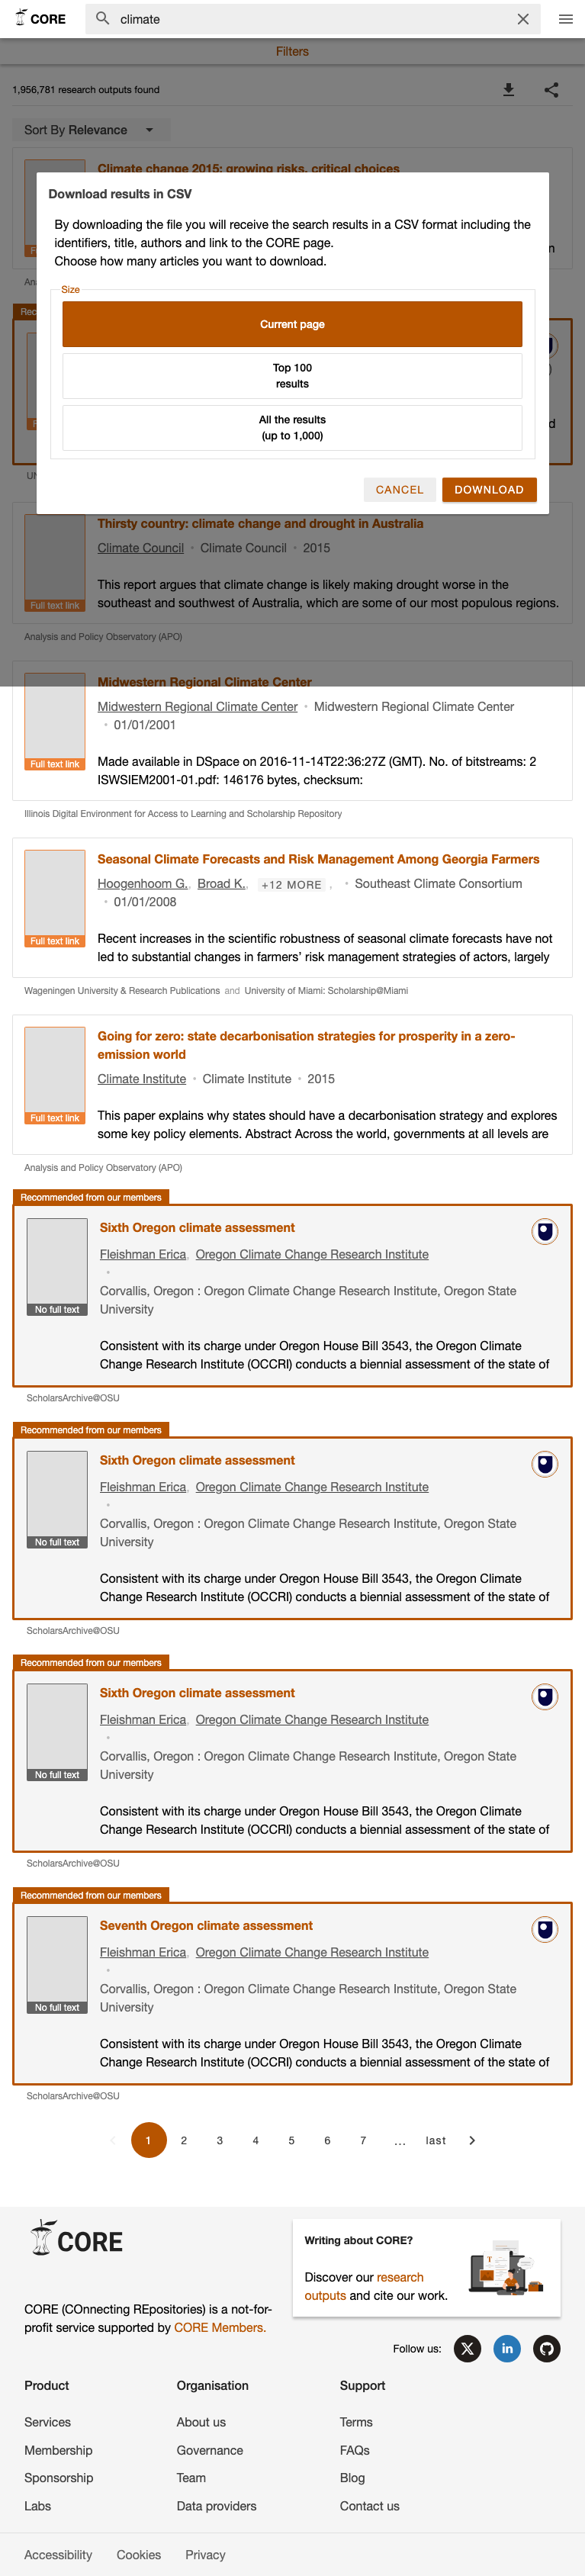 CORE
climate
Filters
1,956,781 research outputs found
Sort By Relevance
Climate change 2015: growing risks, critical choices
Download results in CSV
By downloading the file you will receive the search results in a CSV format including the
identifiers, title, authors and link to the CORE page.
Choose how many articles you want to download.
Size
Current page
Top 100
results
All the results
(up to 1,000)
CANCEL
DOWNLOAD
Thirsty country: climate change and drought in Australia
Climate Council • Climate Council • 2015
This report argues that climate change is likely making drought worse in the
southeast and southwest of Australia, which are some of our most populous regions.
Full text link
Analysis and Policy Observatory (APO)
Midwestern Regional Climate Center
Midwestern Regional Climate Center • Midwestern Regional Climate Center
• 01/01/2001
Made available in DSpace on 2016-11-14T22:36:27Z (GMT). No. of bitstreams: 2
ISWSIEM2001-01.pdf: 146176 bytes, checksum:
Full text link
Illinois Digital Environment for Access to Learning and Scholarship Repository
Seasonal Climate Forecasts and Risk Management Among Georgia Farmers
Hoogenhoom G., Broad K., +12 MORE , • Southeast Climate Consortium
• 01/01/2008
Recent increases in the scientific robustness of seasonal climate forecasts have not
led to substantial changes in farmers’ risk management strategies of actors, largely
Full text link
Wageningen University & Research Publications and University of Miami: Scholarship@Miami
Going for zero: state decarbonisation strategies for prosperity in a zero-
emission world
Climate Institute • Climate Institute • 2015
This paper explains why states should have a decarbonisation strategy and explores
some key policy elements. Abstract Across the world, governments at all levels are
Full text link
Analysis and Policy Observatory (APO)
Recommended from our members
Sixth Oregon climate assessment
Fleishman Erica, Oregon Climate Change Research Institute
•
Corvallis, Oregon : Oregon Climate Change Research Institute, Oregon State
University
No full text
Consistent with its charge under Oregon House Bill 3543, the Oregon Climate
Change Research Institute (OCCRI) conducts a biennial assessment of the state of
ScholarsArchive@OSU
Recommended from our members
Sixth Oregon climate assessment
Fleishman Erica, Oregon Climate Change Research Institute
•
Corvallis, Oregon : Oregon Climate Change Research Institute, Oregon State
University
No full text
Consistent with its charge under Oregon House Bill 3543, the Oregon Climate
Change Research Institute (OCCRI) conducts a biennial assessment of the state of
ScholarsArchive@OSU
Recommended from our members
Sixth Oregon climate assessment
Fleishman Erica, Oregon Climate Change Research Institute
•
Corvallis, Oregon : Oregon Climate Change Research Institute, Oregon State
University
No full text
Consistent with its charge under Oregon House Bill 3543, the Oregon Climate
Change Research Institute (OCCRI) conducts a biennial assessment of the state of
ScholarsArchive@OSU
Recommended from our members
Seventh Oregon climate assessment
Fleishman Erica, Oregon Climate Change Research Institute
•
Corvallis, Oregon : Oregon Climate Change Research Institute, Oregon State
University
No full text
Consistent with its charge under Oregon House Bill 3543, the Oregon Climate
Change Research Institute (OCCRI) conducts a biennial assessment of the state of
ScholarsArchive@OSU
1 2 3 4 5 6 7 ... last
CORE
Writing about CORE?
Discover our research
outputs and cite our work.
CORE (COnnecting REpositories) is a not-for-
profit service supported by CORE Members.
Follow us:
Product
Organisation
Support
Services
About us
Terms
Membership
Governance
FAQs
Sponsorship
Team
Blog
Labs
Data providers
Contact us
Accessibility
Cookies
Privacy